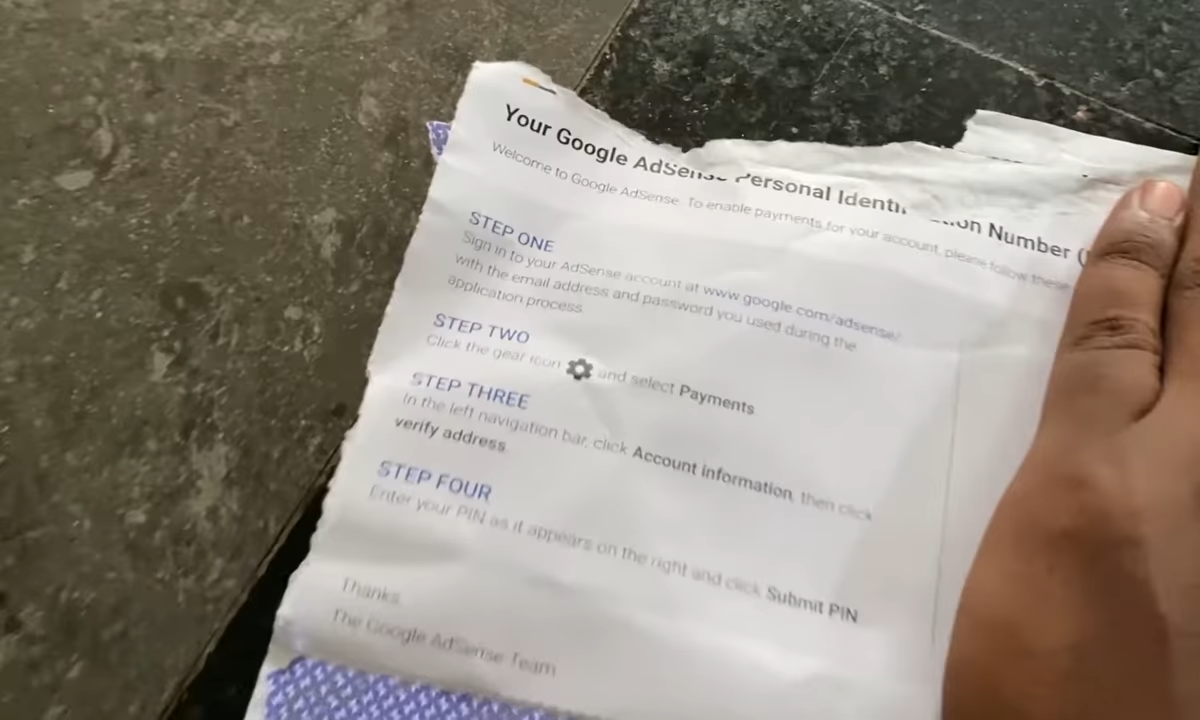 Your Google AdSense Personal Number (
Welcome to Google AdSense. To enable payments for your account, please follow these
STEP ONE
Sign in to your AdSense account at www.google.com/adsense/
with the email address and password you used during the
application process.
STEP TWO
Click the gear icon and select Payments.
STEP THREE
In the left navigation bar, click Account information, then click
verify address.
STEP FOUR
Enter your PIN as it appears on the right and click Submit PIN
Thanks
The Google AdSense Team